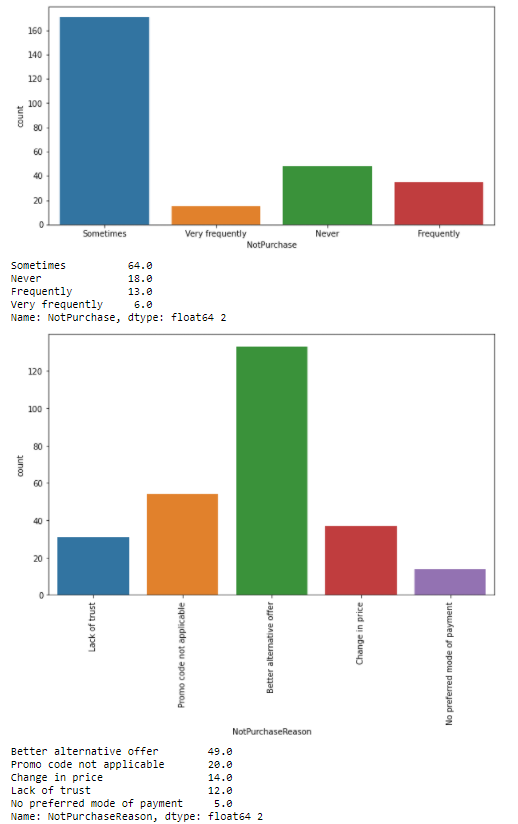 160
140
120
100
80
60
40
20
0
count
Sometimes Very frequently Never Frequently
NotPurchase
Sometimes 64.0
Never 18.0
Frequently 13.0
Very frequently 6.0
Name: NotPurchase, dtype: float64 2
120
100
80
60
40
20
0
count
Lack of trust
Promo code not applicable
Better alternative offer
Change in price
No preferred mode of payment
NotPurchaseReason
Better alternative offer 49.0
Promo code not applicable 20.0
Change in price 14.0
Lack of trust 12.0
No preferred mode of payment 5.0
Name: NotPurchaseReason, dtype: float64 2